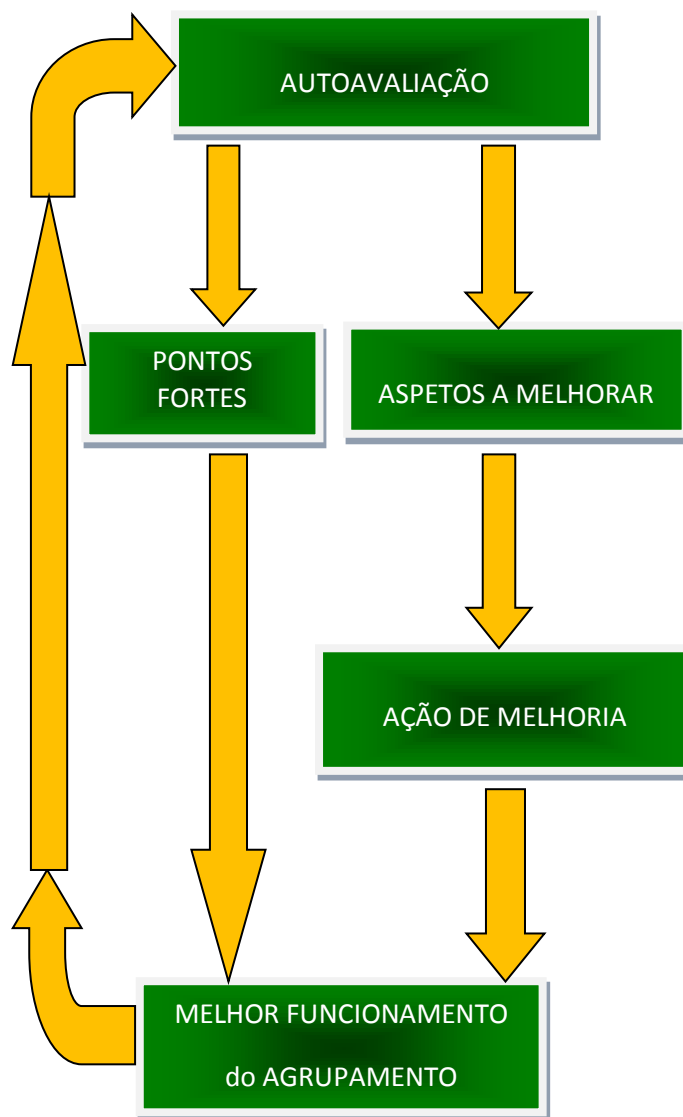 AUTOAVALIAÇÃO
PONTOS
FORTES
ASPETOS A MELHORAR
AÇÃO DE MELHORIA
MELHOR FUNCIONAMENTO
do AGRUPAMENTO